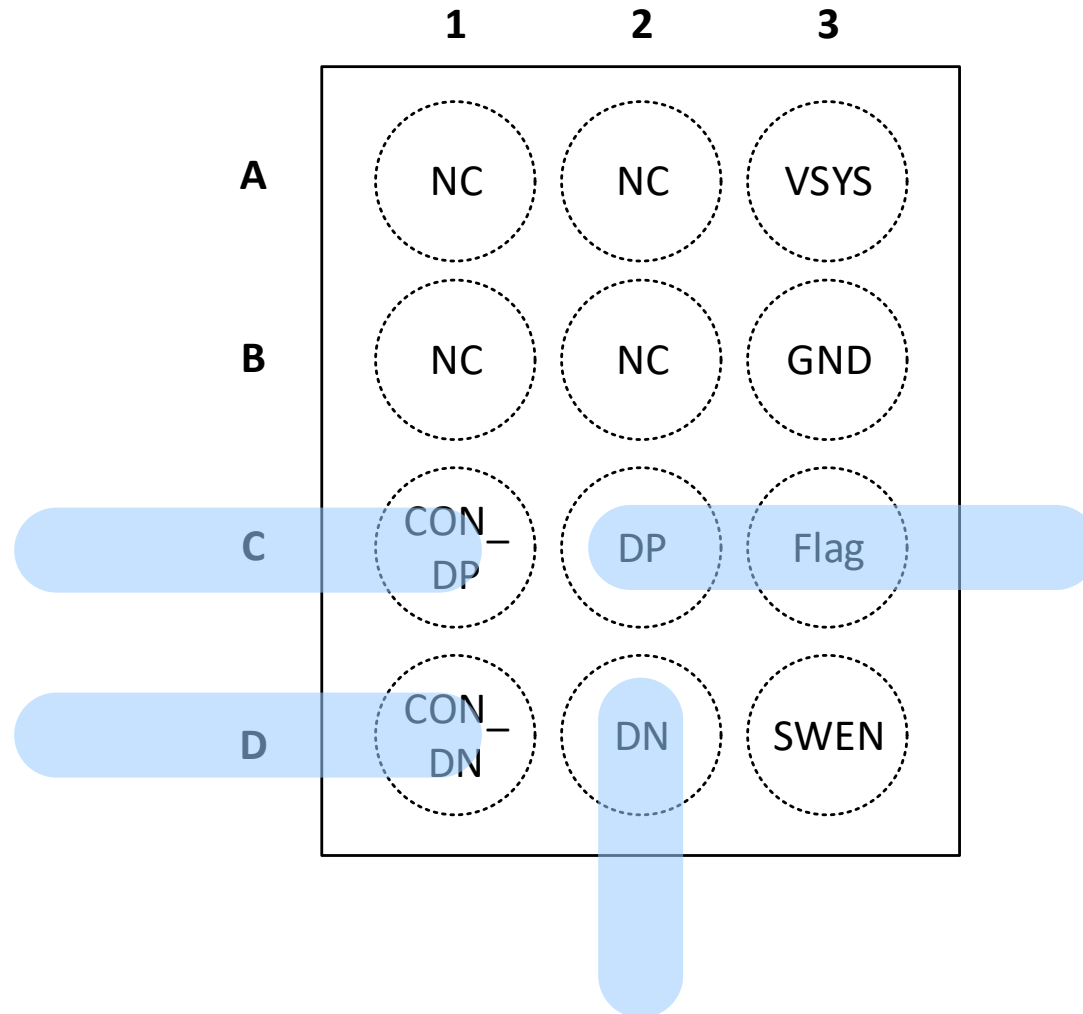 1 2 3
A NC NC VSYS
B NC NC GND
CON_
C DP DP Flag
CON_
D DN DN SWEN